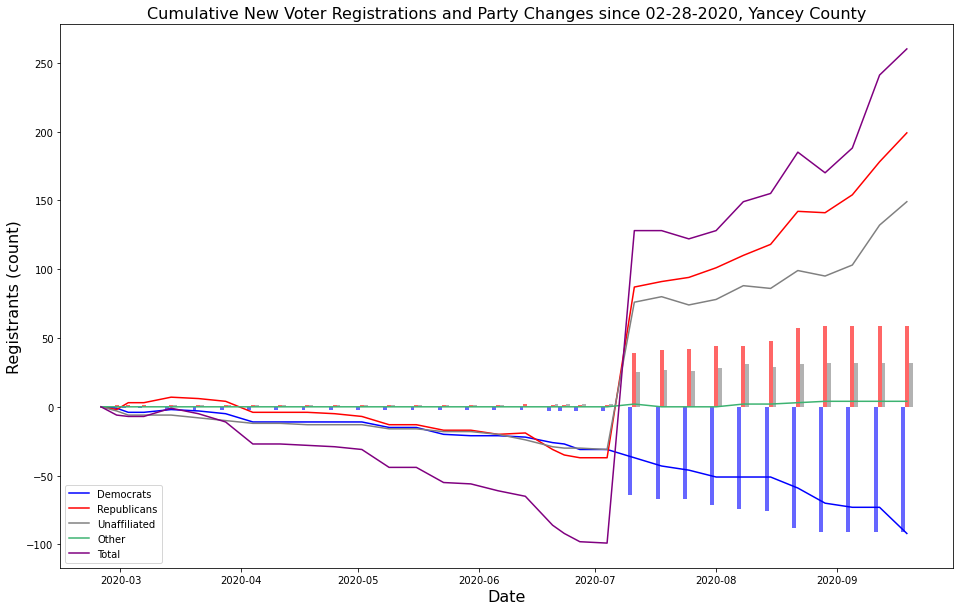 Cumulative New Voter Registrations and Party Changes since 02-28-2020, Yancey County
Registrants (count)
250
200
150
100
50
0
−50
−100
Democrats
Republicans
Unaffiliated
Other
Total
2020-03
2020-04
2020-05
2020-06
2020-07
2020-08
2020-09
Date